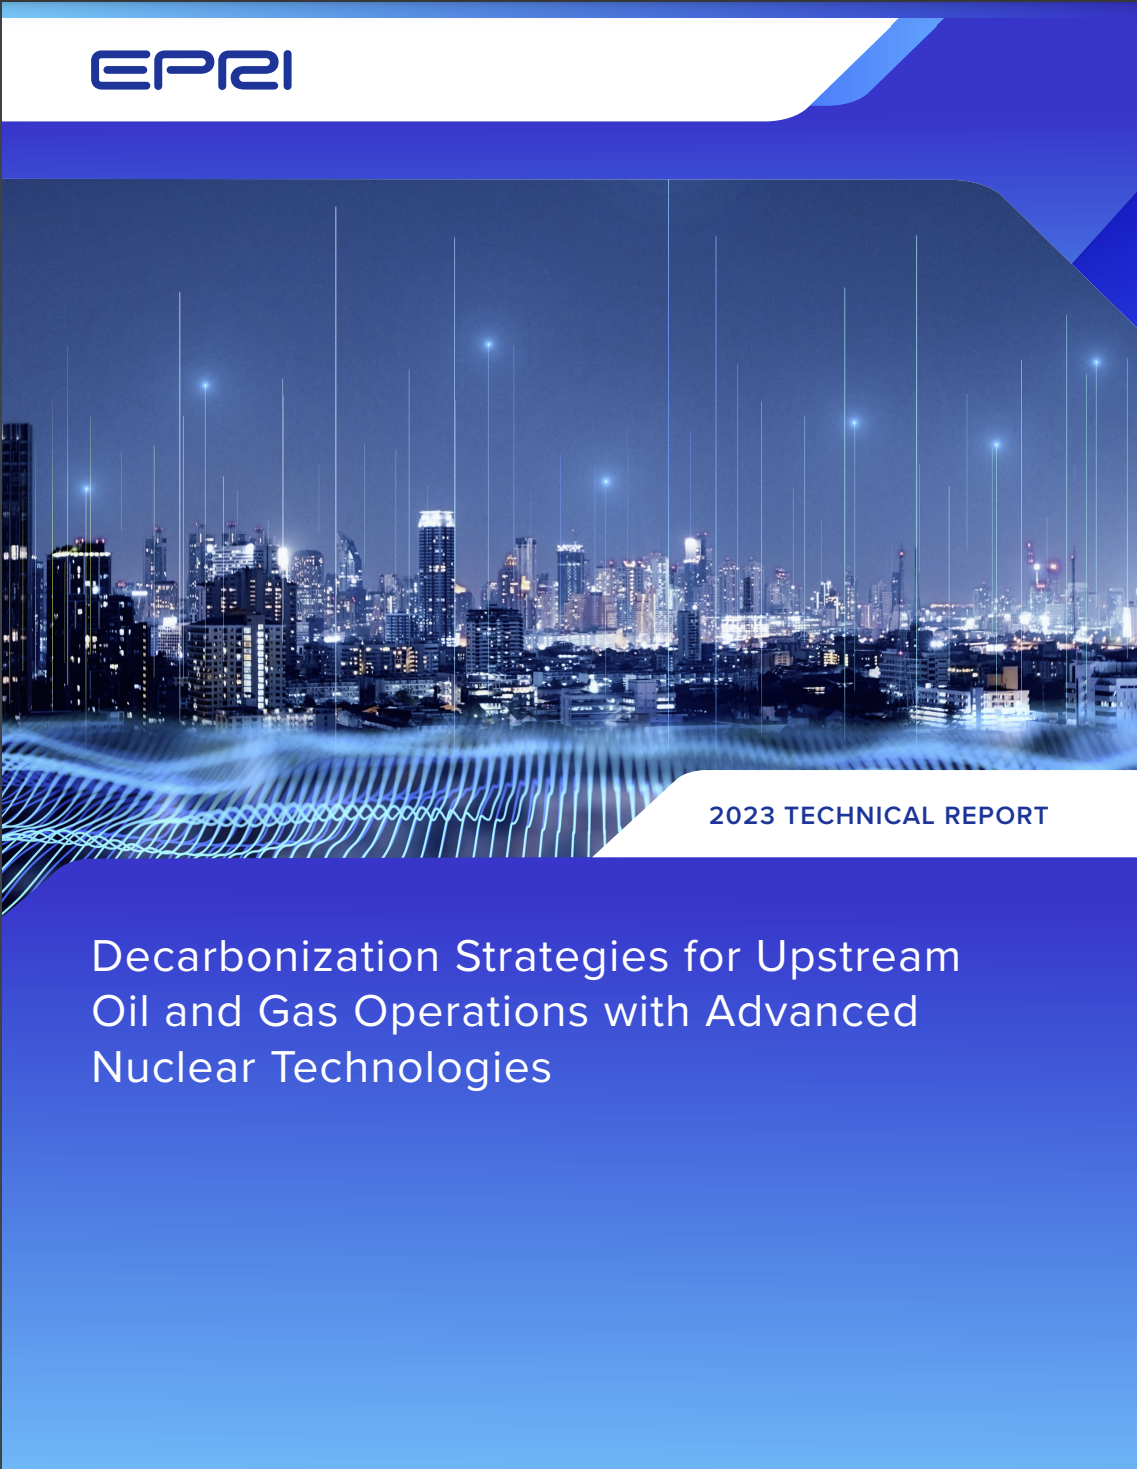 EPRI
2023 TECHNICAL REPORT
Decarbonization Strategies for Upstream
Oil and Gas Operations with Advanced
Nuclear Technologies